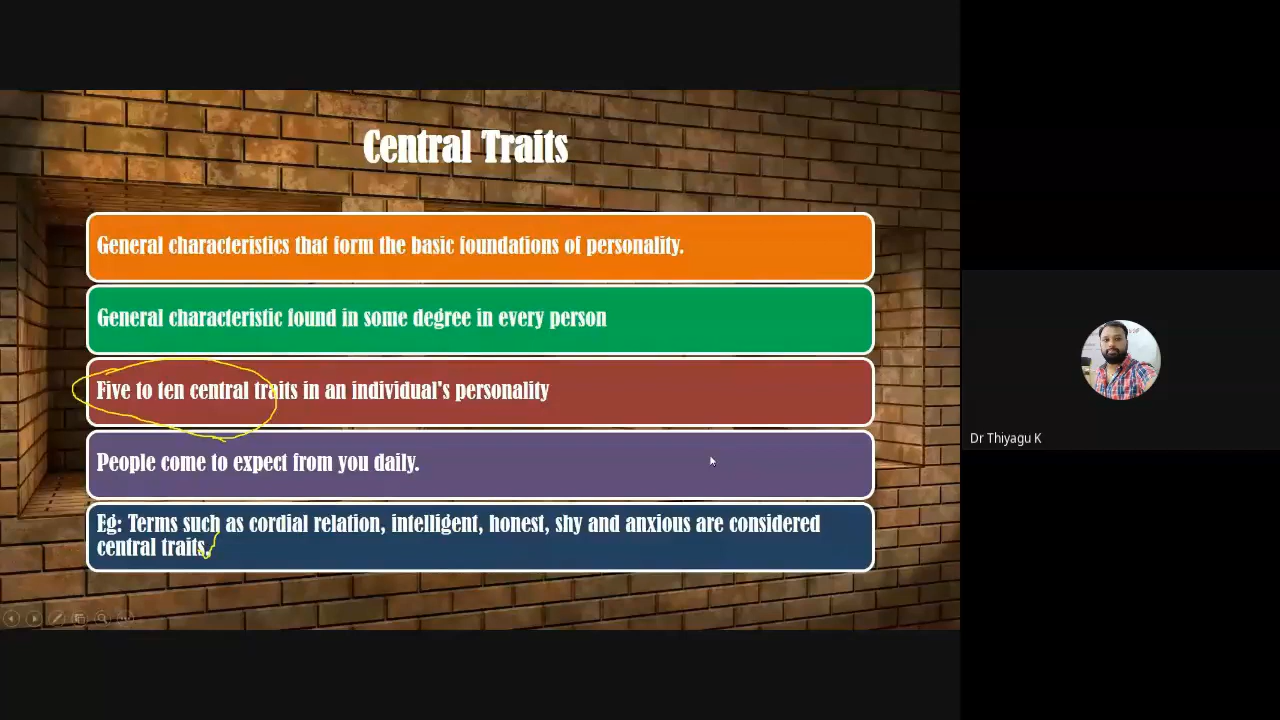 Central Traits
General characteristics that form the basic foundations of personality.
General characteristic found in some degree in every person
Five to ten central traits in an individual's personality
People come to expect from you daily.
Eg: Terms such as cordial relation, intelligent, honest, shy and anxious are considered
central traits.
Dr Thiyagu K